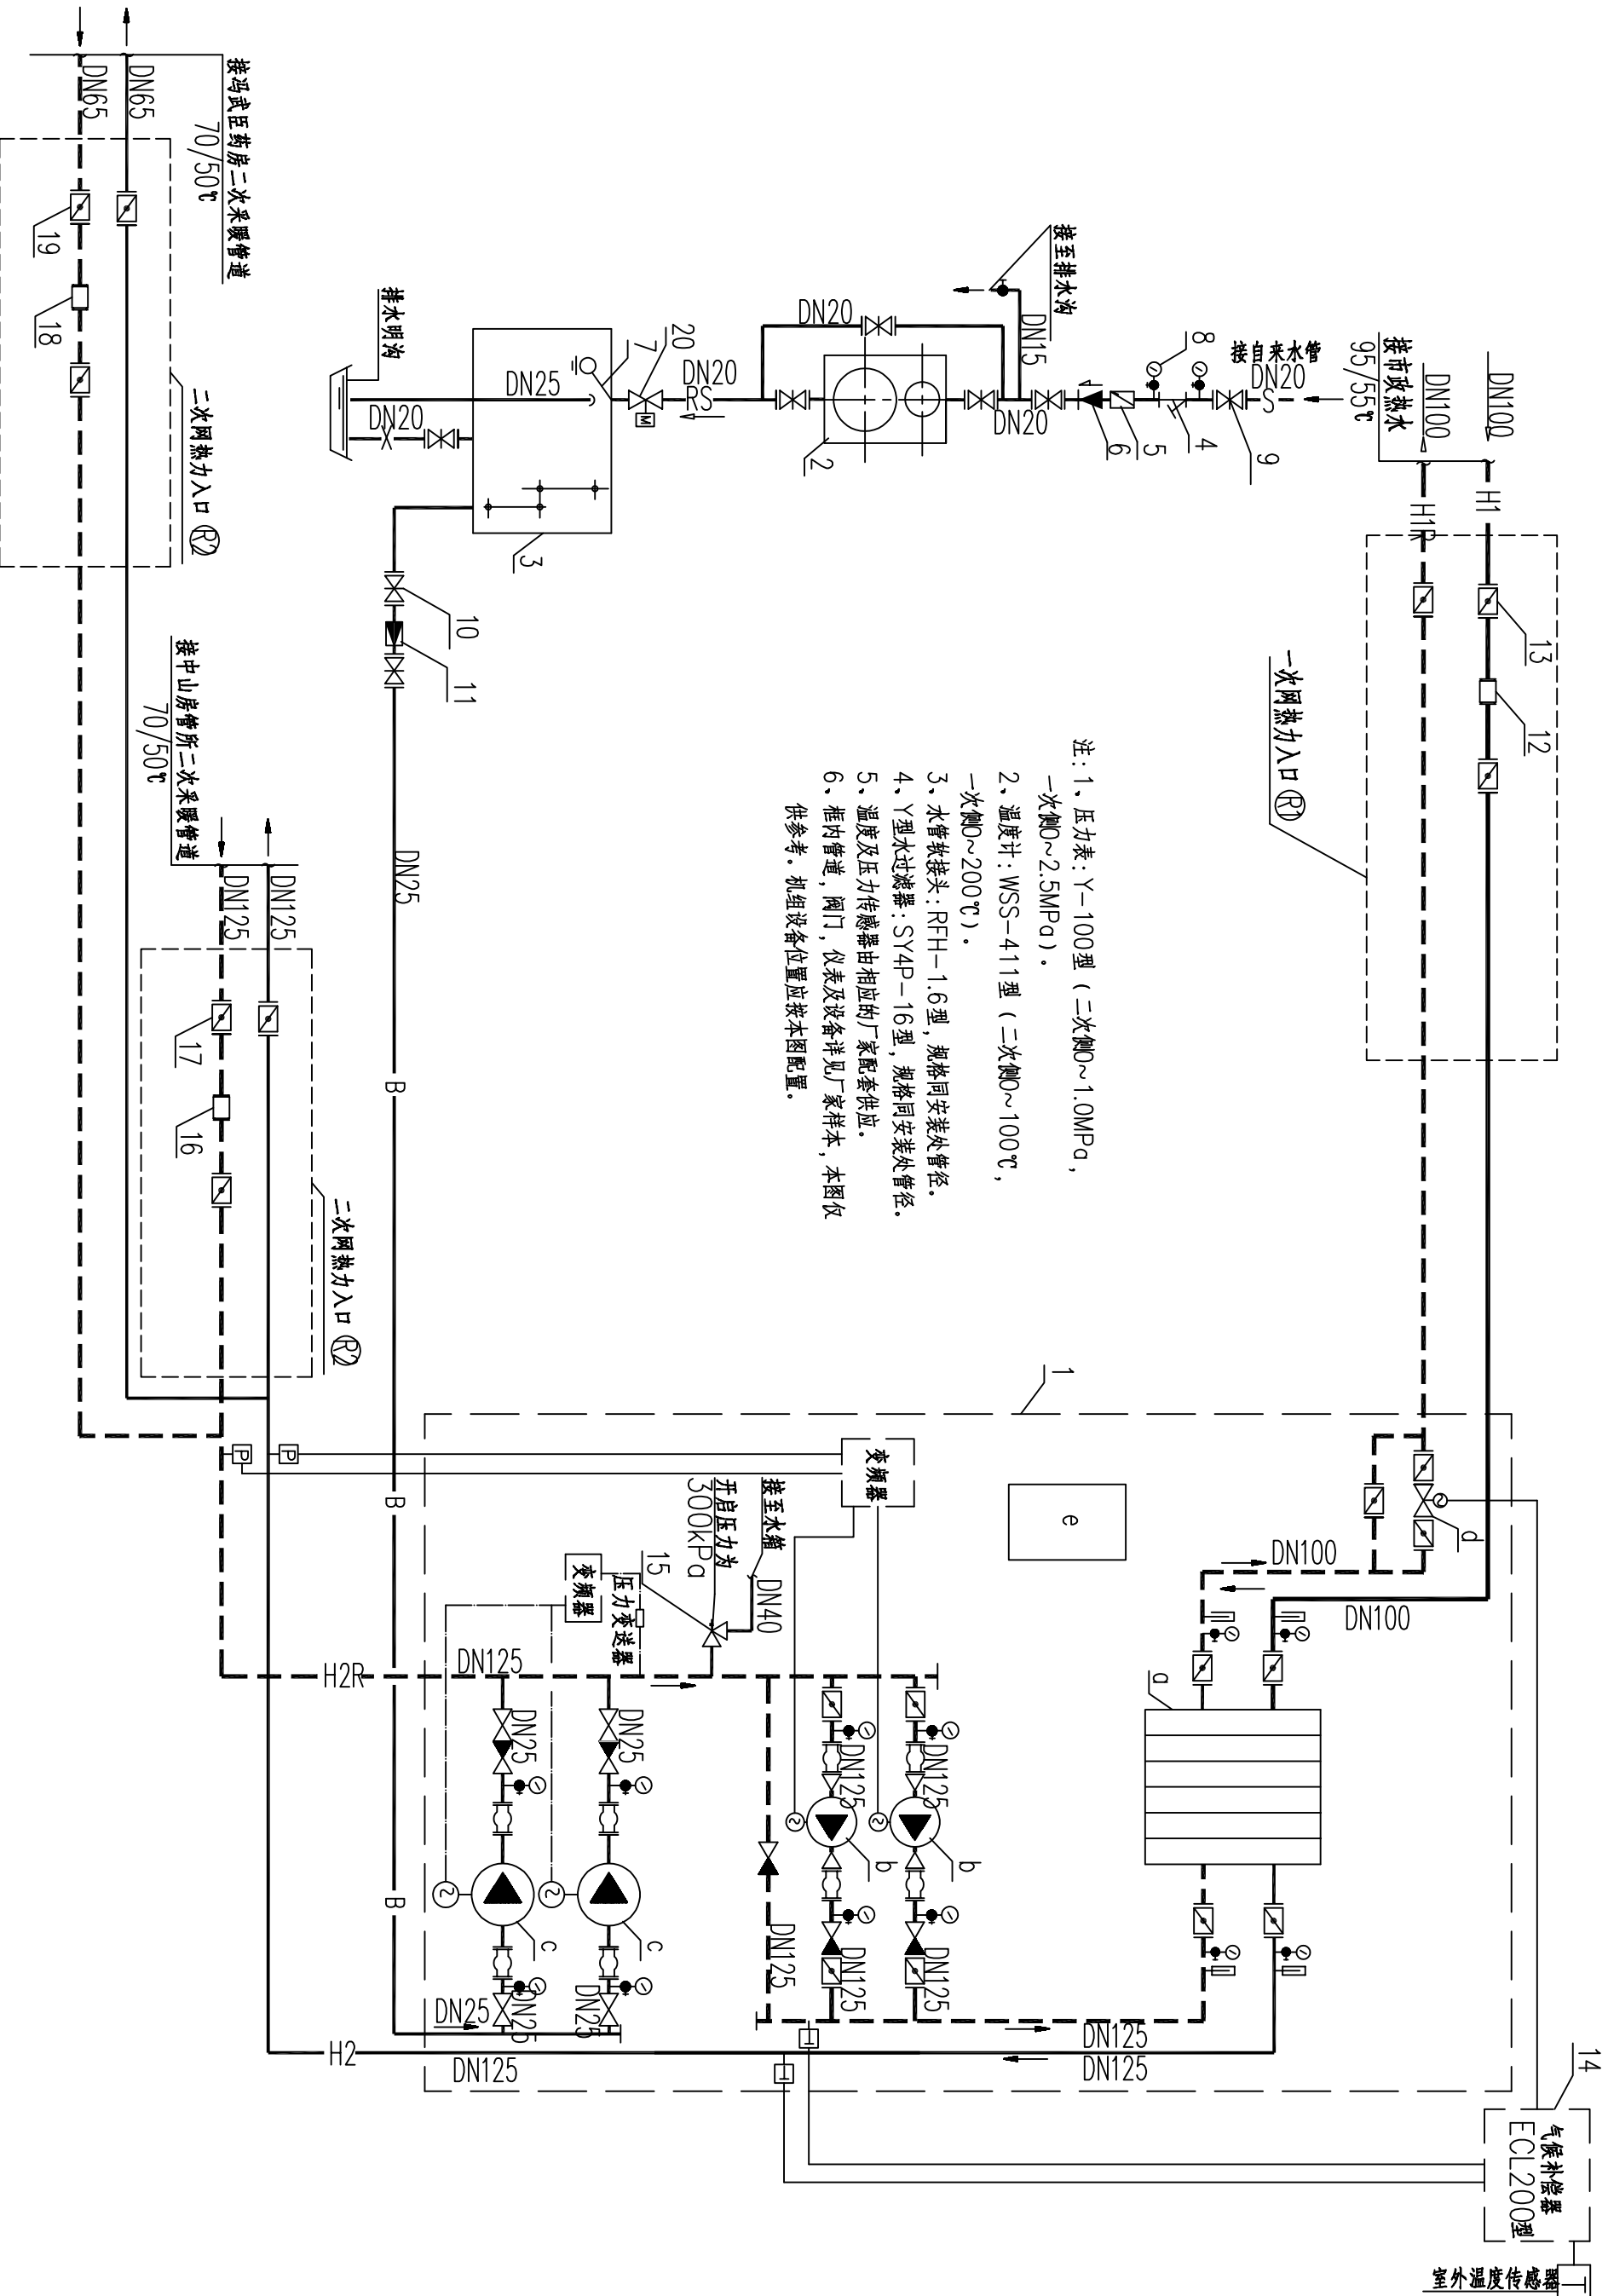 接市政热水
95/55℃
DN100
DN100
H1
H1R
13
12
一次网热力入口 R1
接自来水管
DN20
S
9
8
4
5
6
DN20
DN15
接至排水沟
2
DN20
DN20
RS
20
7
M
3
DN25
DN20
排水明沟
10
11
DN25
B
B
B
注：1、压力表：Y-100型（二次侧0~1.0MPa，
一次侧0~2.5MPa）。
2、温度计：WSS-411型（二次侧0~100℃，
一次侧0~200℃）。
3、水管软接头：RFH-1.6型，规格同安装处管径。
4、Y型水过滤器：SY4P-16型，规格同安装处管径。
5、温度及压力传感器由相应的厂家配套供应。
6、框内管道，阀门，仪表及设备详见厂家样本，本图仅
供参考。机组设备位置应按本图配置。
接冯武臣药房二次采暖管道
70/50℃
DN65
DN65
19
18
二次网热力入口 R2
接中山房管所二次采暖管道
70/50℃
DN125
DN125
17
16
二次网热力入口 R2
1
e
d
DN100
DN100
a
变频器
P
P
接至水箱
DN40
开启压力为
300kPa
15
变频器
压力变送器
H2R
DN125
DN125
DN125
b
b
DN125
DN125
DN125
DN25
DN25
c
c
DN25
DN25
DN25
H2
DN125
DN125
DN125
T
T
14
气候补偿器
ECL200型
室外温度传感器
T